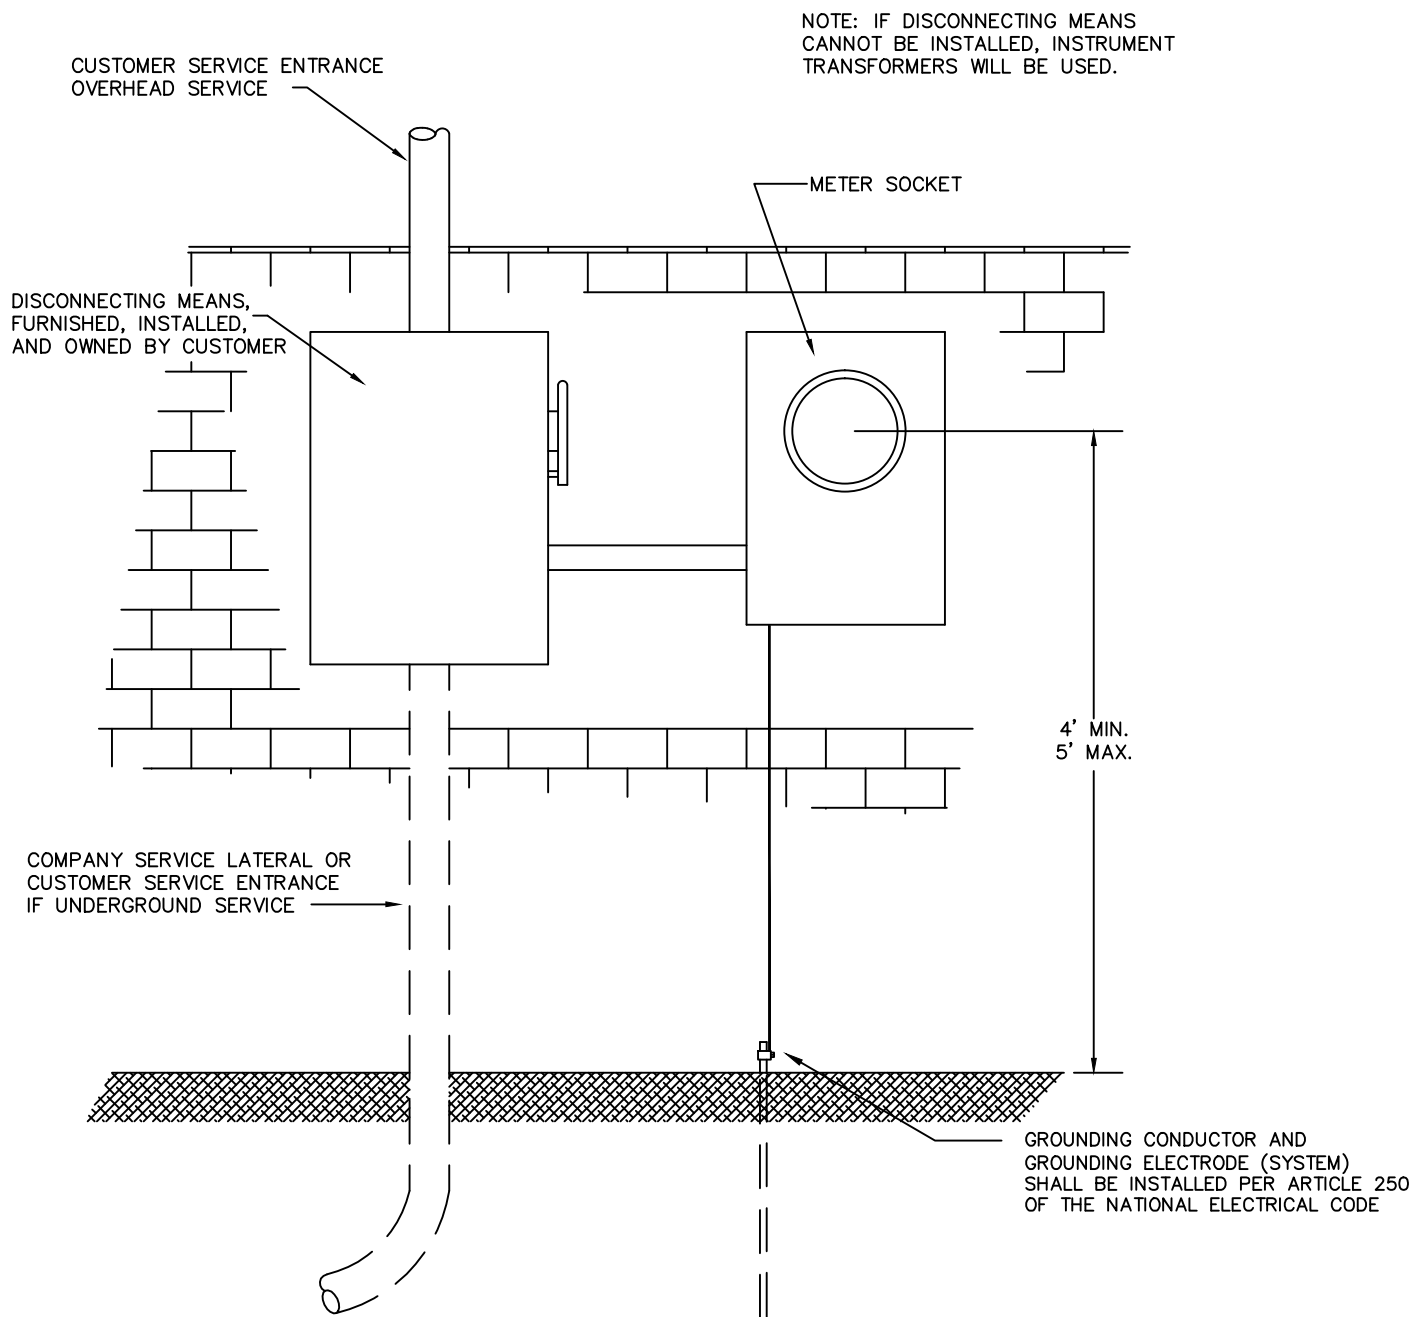 NOTE: IF DISCONNECTING MEANS
CANNOT BE INSTALLED, INSTRUMENT
TRANSFORMERS WILL BE USED.
CUSTOMER SERVICE ENTRANCE
OVERHEAD SERVICE
METER SOCKET
DISCONNECTING MEANS,
FURNISHED, INSTALLED,
AND OWNED BY CUSTOMER
4' MIN.
5' MAX.
COMPANY SERVICE LATERAL OR
CUSTOMER SERVICE ENTRANCE
IF UNDERGROUND SERVICE
GROUNDING CONDUCTOR AND
GROUNDING ELECTRODE (SYSTEM)
SHALL BE INSTALLED PER ARTICLE 250
OF THE NATIONAL ELECTRICAL CODE